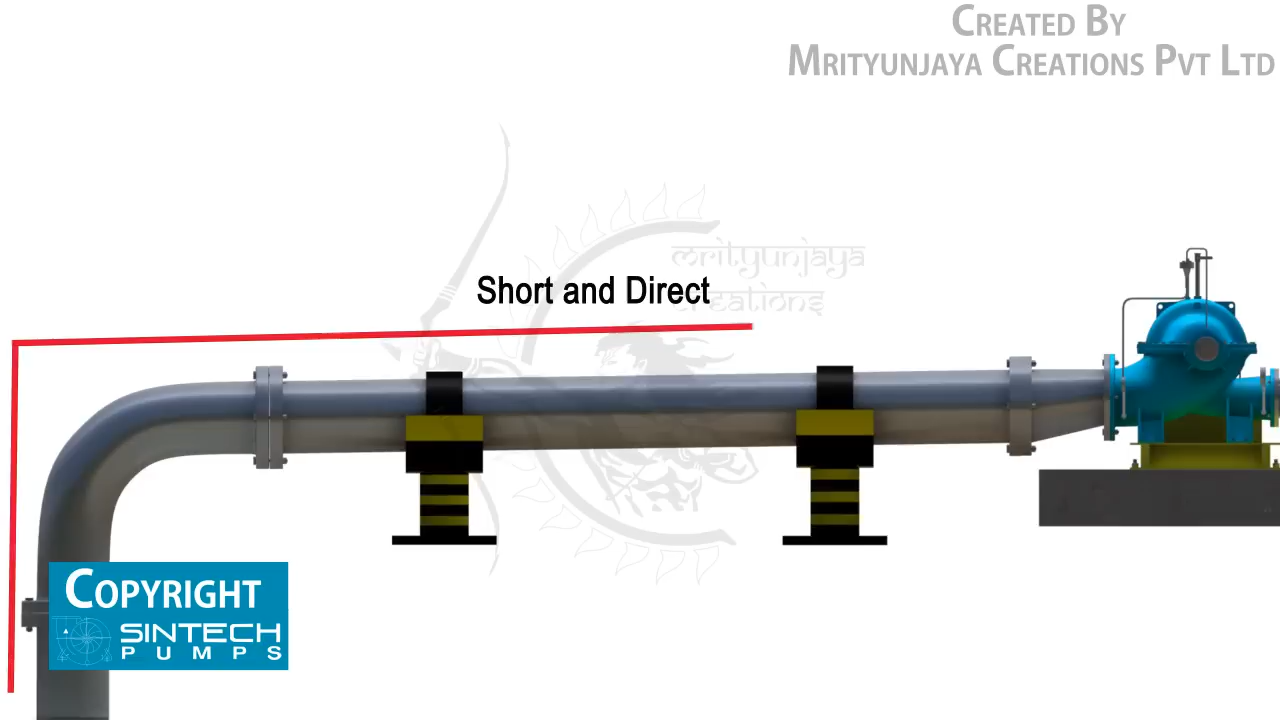 CREATED BY
MRITYUNJAYA CREATIONS PVT LTD
mrityunjaya
creations
Short and Direct
COPYRIGHT
SINTECH
PUMPS